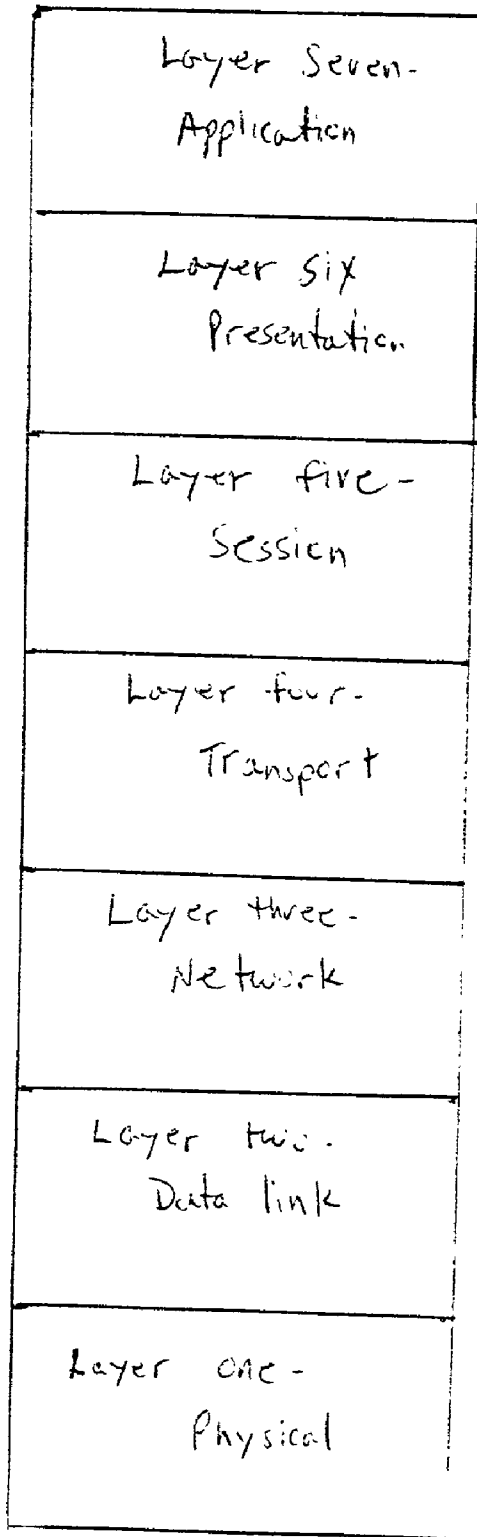 Layer Seven-
Application
Layer six
Presentation
Layer five-
Session
Layer four-
Transport
Layer three-
Network
Layer two-
Data link
Layer one-
Physical